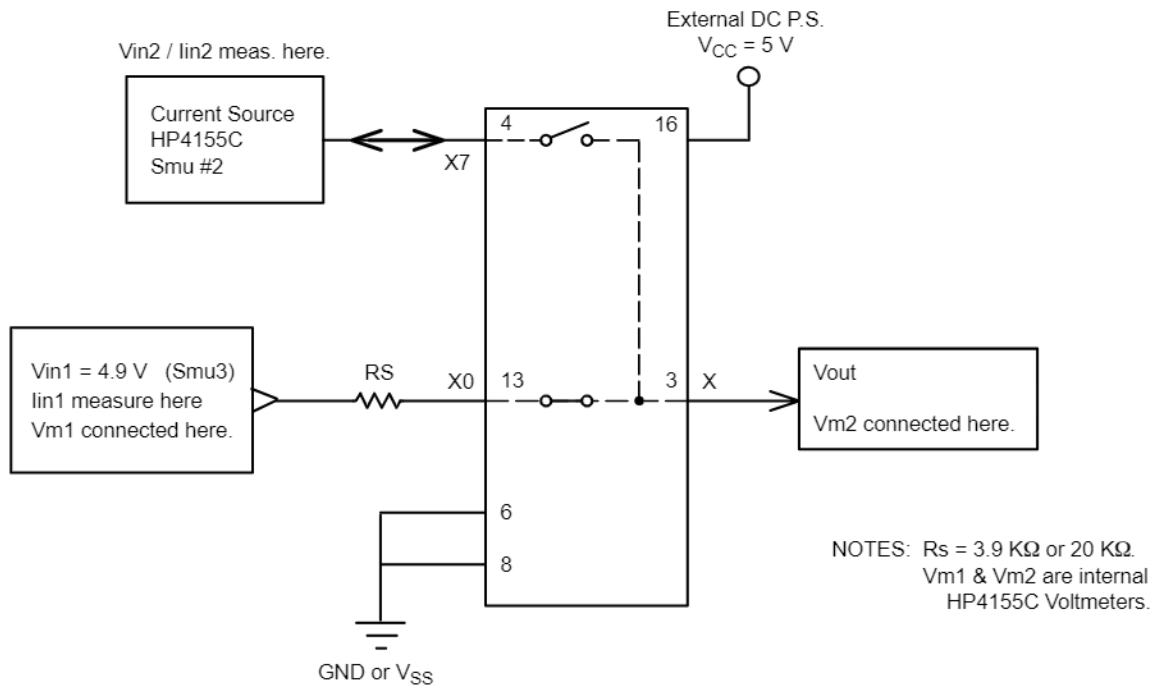 External DC P.S.
VCC = 5 V
Vin2 / Iin2 meas. here.
Current Source
HP4155C
Smu #2
4
16
X7
Vin1 = 4.9 V (Smu3)
Iin1 measure here
Vm1 connected here.
RS
X0
13
3
X
Vout
Vm2 connected here.
6
8
NOTES: Rs = 3.9 KΩ or 20 KΩ.
Vm1 & Vm2 are internal
HP4155C Voltmeters.
GND or VSS